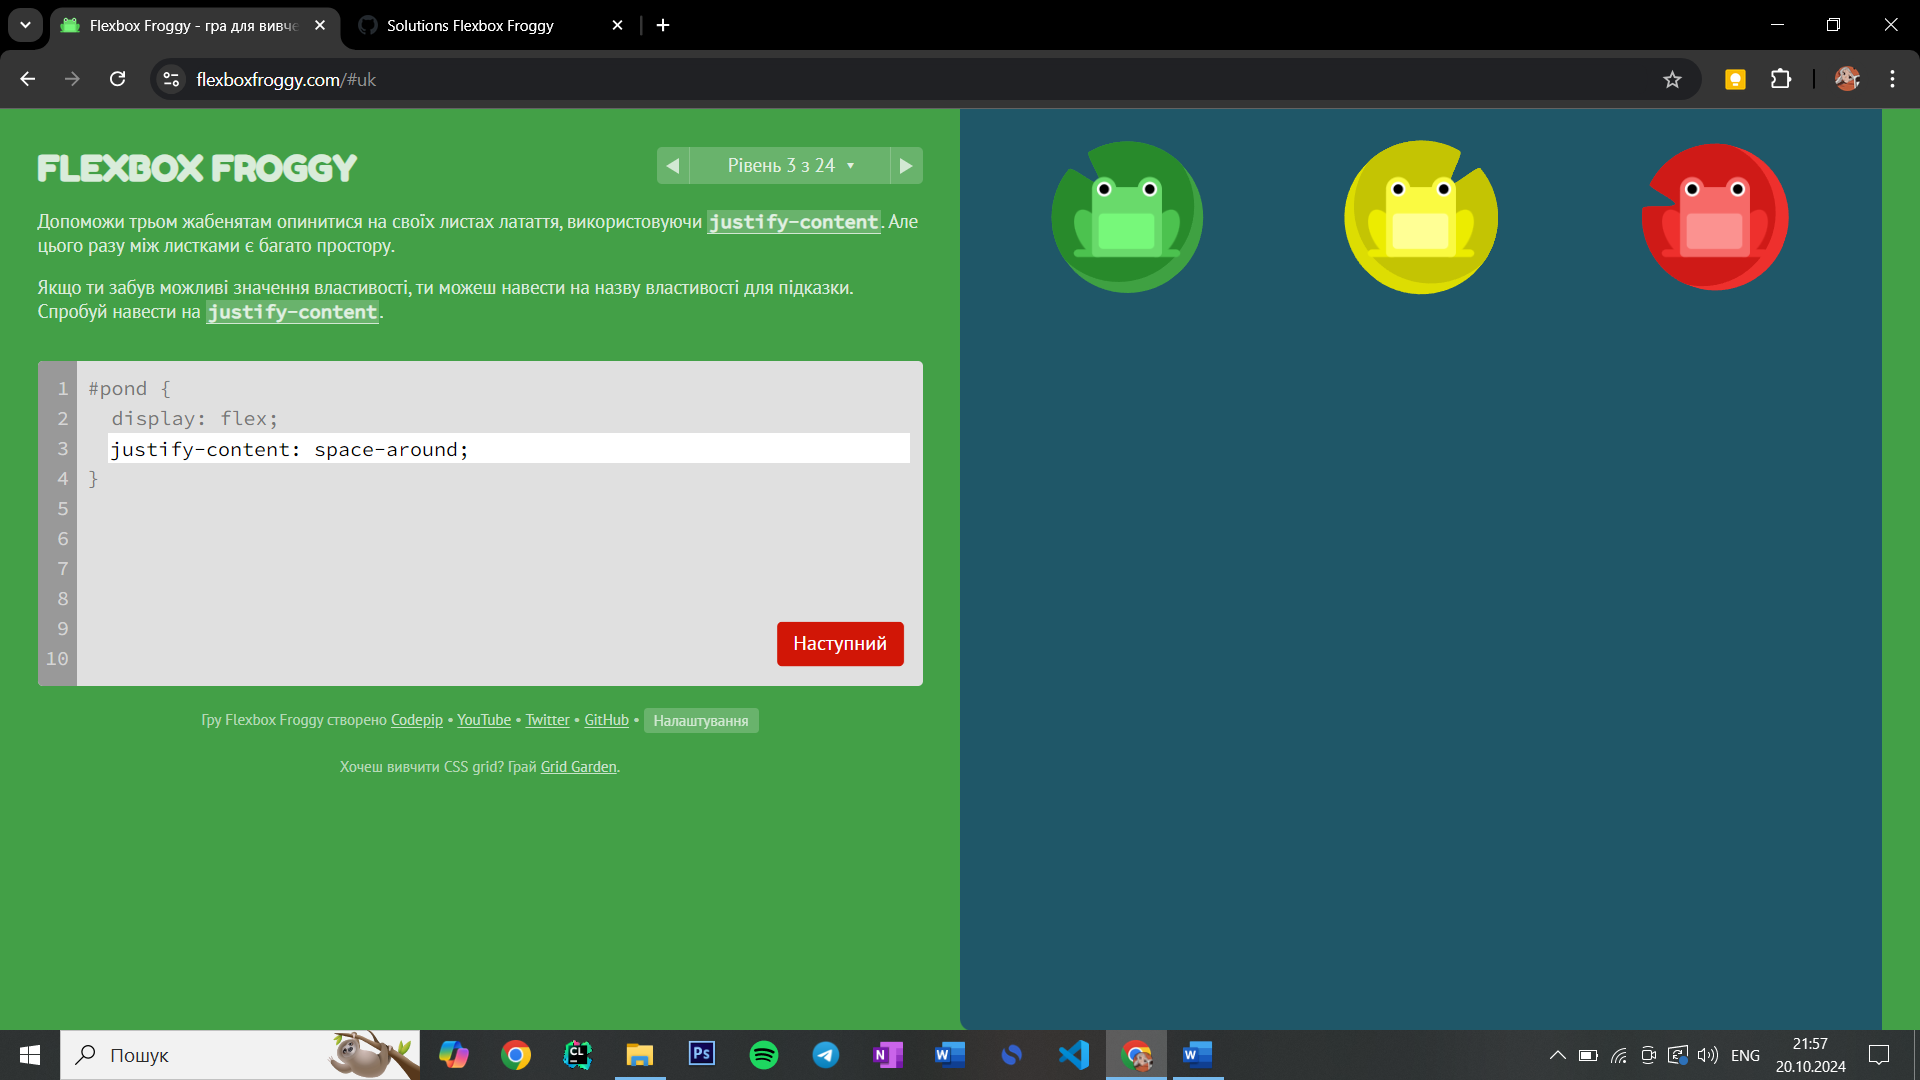 Flexbox Froggy - гра для вивче
Solutions Flexbox Froggy
flexboxfroggy.com/#uk
FLEXBOX FROGGY
Рівень 3 з 24
Допоможи трьом жабенятам опинитися на своїх листах латаття, використовуючи justify-content. Але
цього разу між листками є багато простору.
Якщо ти забув можливі значення властивості, ти можеш навести на назву властивості для підказки.
Спробуй навести на justify-content.
1 #pond {
2 display: flex;
3 justify-content: space-around;
4 }
5
6
7
8
9
10
Наступний
Гру Flexbox Froggy створено Codepip • YouTube • Twitter • GitHub • Налаштування
Хочеш вивчити CSS grid? Грай Grid Garden.
Пошук
CL
Ps
N
W
W
ENG
21:57
20.10.2024